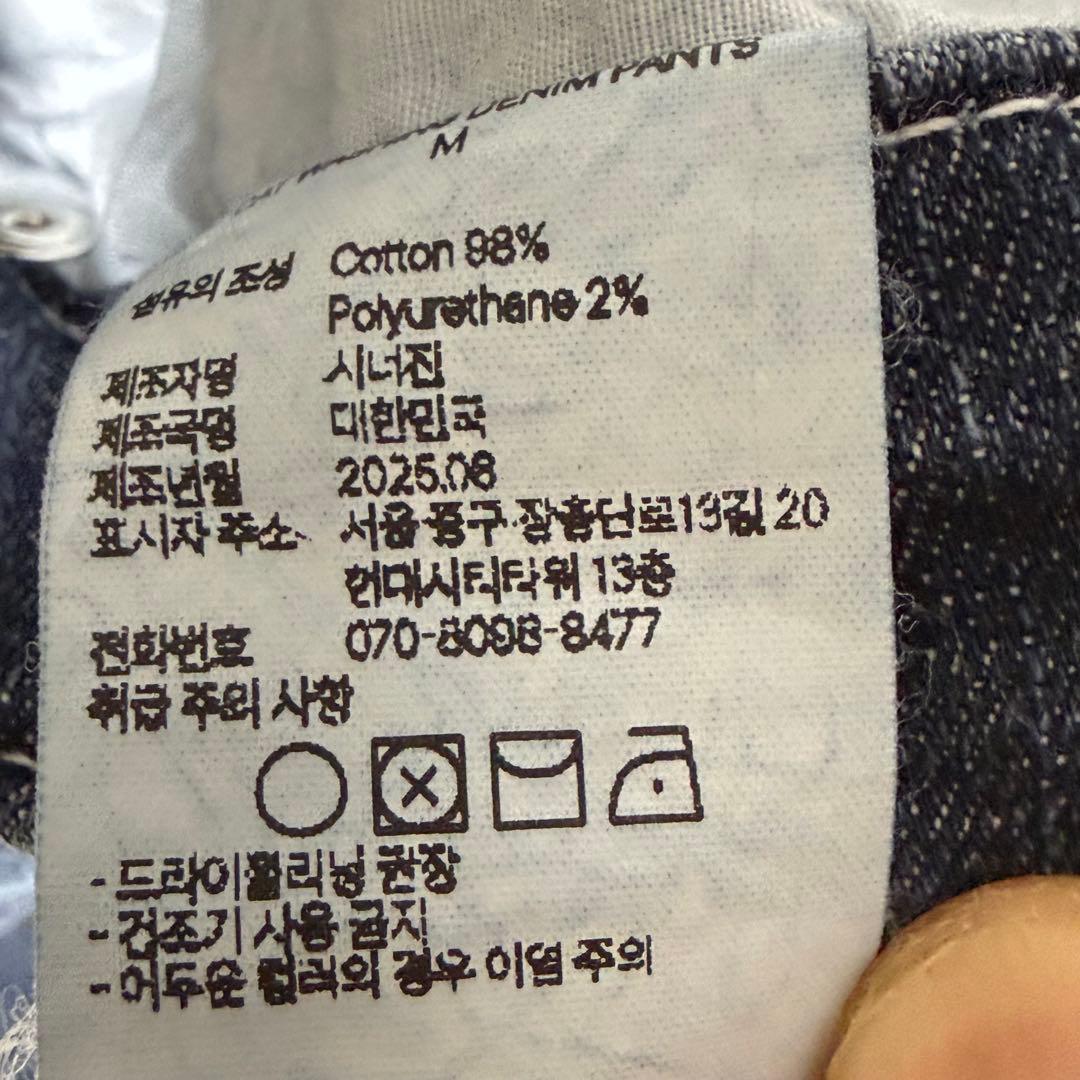 DENIM PANTS
M
섬유의 조성 Cotton 98%
Polyurethane 2%
제조자명 시너진
제조국명 대한민국
제조년월 2025.08
표시자 주소 서울 중구 장충단로13길 20
현대시티타워 13층
전화번호 070-8098-8477
취급 주의 사항
- 드라이클리닝 권장
- 건조기 사용 금지
- 어두운 컬러의 경우 이염 주의